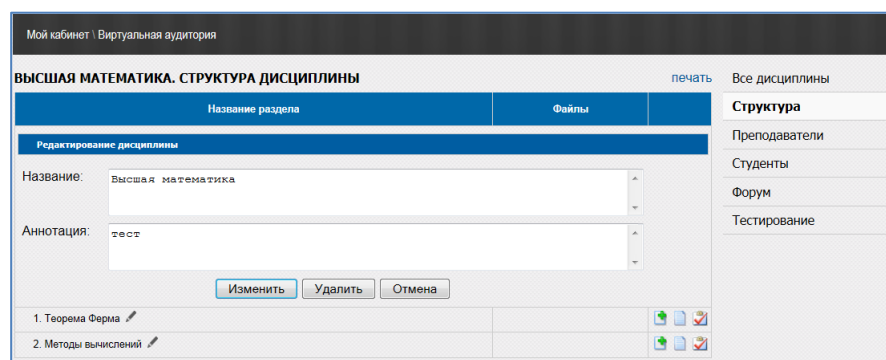 Мой кабинет \ Виртуальная аудитория
ВЫСШАЯ МАТЕМАТИКА. СТРУКТУРА ДИСЦИПЛИНЫ печать
Название раздела Файлы
Редактирование дисциплины
Название: Высшая математика
Аннотация: тест
Изменить Удалить Отмена
1. Теорема Ферма
2. Методы вычислений
Все дисциплины
Структура
Преподаватели
Студенты
Форум
Тестирование